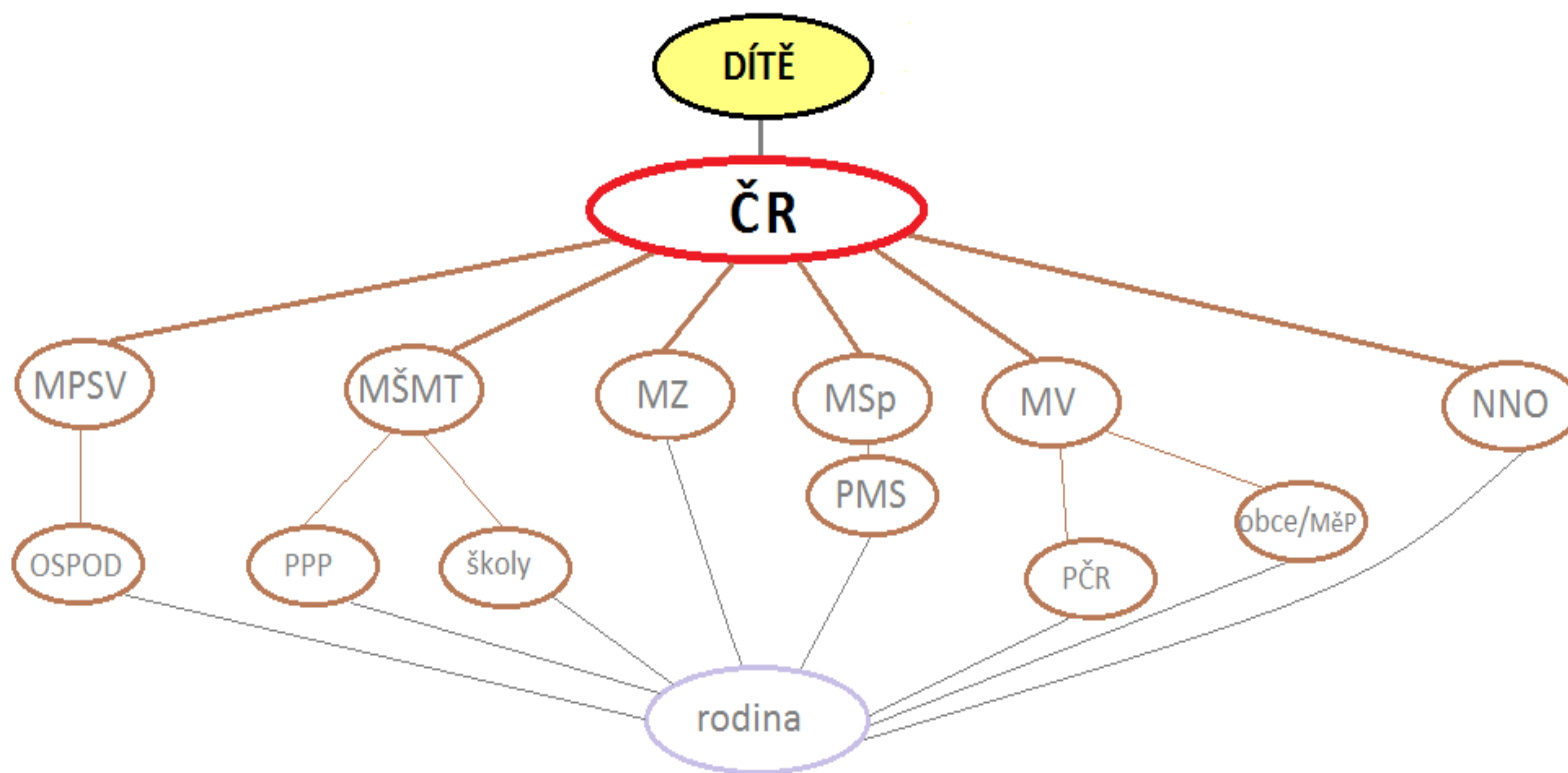 DÍTĚ
ČR
MPSV
MŠMT
MZ
MSp
MV
NNO
PMS
obce/MěP
OSPOD
PPP
školy
PČR
rodina